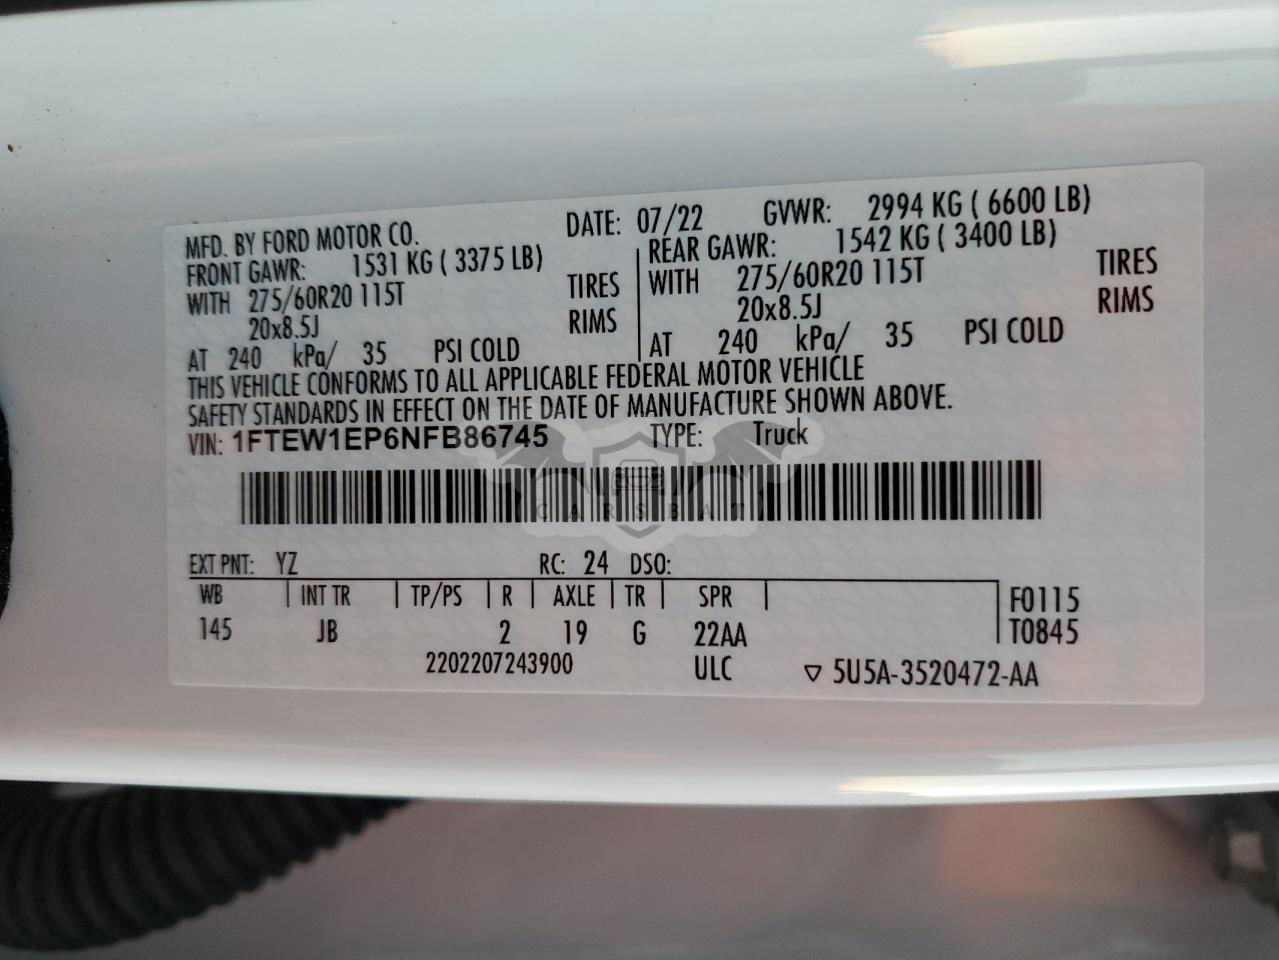 MFD. BY FORD MOTOR CO. DATE: 07/22 GVWR: 2994 KG ( 6600 LB)
FRONT GAWR: 1531 KG ( 3375 LB) REAR GAWR: 1542 KG ( 3400 LB)
WITH 275/60R20 115T TIRES WITH 275/60R20 115T TIRES
20x8.5J RIMS 20x8.5J RIMS
AT 240 kPa/ 35 PSI COLD AT 240 kPa/ 35 PSI COLD
THIS VEHICLE CONFORMS TO ALL APPLICABLE FEDERAL MOTOR VEHICLE
SAFETY STANDARDS IN EFFECT ON THE DATE OF MANUFACTURE SHOWN ABOVE.
VIN: 1FTEW1EP6NFB86745 TYPE: Truck
CARSBAT
EXT PNT: YZ RC: 24 DSO:
WB INT TR TP/PS R AXLE TR SPR F0115
145 JB 2 19 G 22AA T0845
2202207243900 ULC ▽ 5U5A-3520472-AA